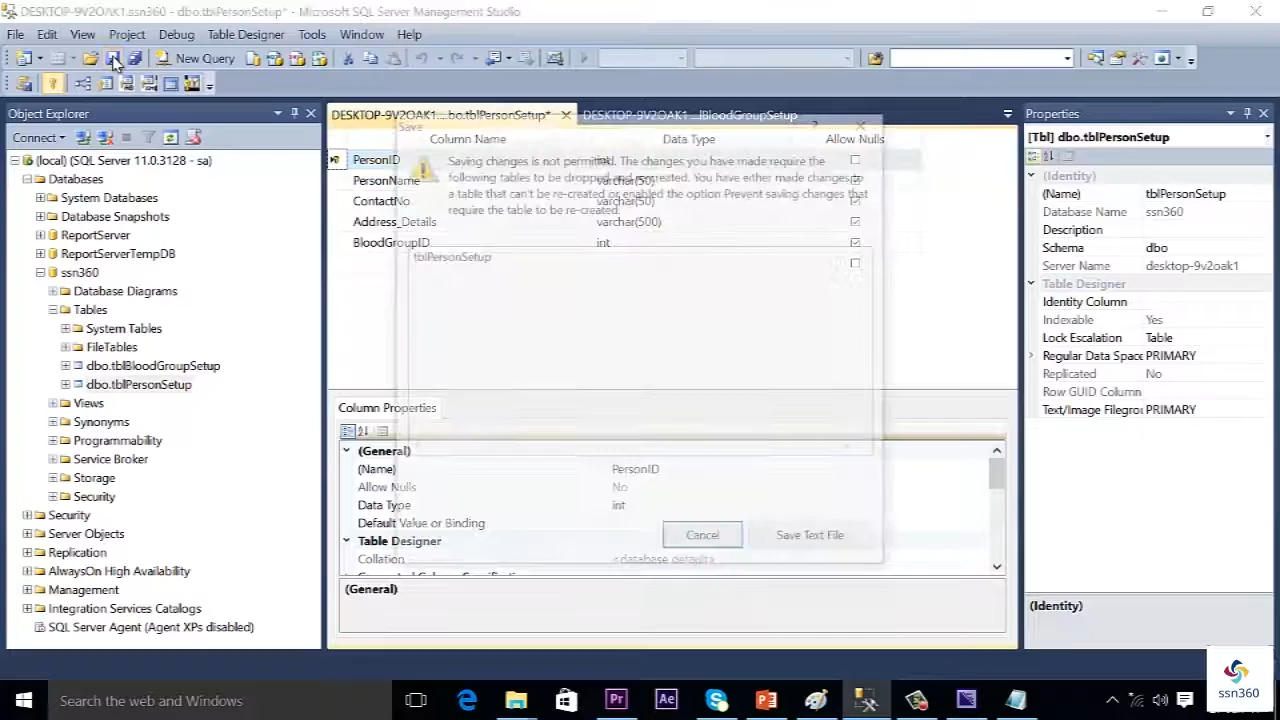 DESKTOP-9V2OAK1.ssn360 - dbo.tblPersonSetup* - Microsoft SQL Server Management Studio
File Edit View Project Debug Table Designer Tools Window Help
New Query
Object Explorer
Connect
(local) (SQL Server 11.0.3128 - sa)
Databases
System Databases
Database Snapshots
ReportServer
ReportServerTempDB
ssn360
Database Diagrams
Tables
System Tables
FileTables
dbo.tblBloodGroupSetup
dbo.tblPersonSetup
Views
Synonyms
Programmability
Service Broker
Storage
Security
Security
Server Objects
Replication
AlwaysOn High Availability
Management
Integration Services Catalogs
SQL Server Agent (Agent XPs disabled)
DESKTOP-9V2OAK1....bo.tblPersonSetup* DESKTOP-9V2OAK1 ...lBloodGroupSetup
Column Name Data Type Allow Nulls
PersonID int
PersonName varchar(50)
ContactNo varchar(50)
Address_Details varchar(500)
BloodGroupID int
Save
Saving changes is not permitted. The changes you have made require the
following tables to be dropped and re-created. You have either made changes to
a table that can't be re-created or enabled the option Prevent saving changes that
require the table to be re-created.
tblPersonSetup
Cancel Save Text File
Column Properties
(General)
(Name) PersonID
Allow Nulls No
Data Type int
Default Value or Binding
Table Designer
Collation <database default>
(General)
Properties
[Tbl] dbo.tblPersonSetup
(Identity)
(Name) tblPersonSetup
Database Name ssn360
Description
Schema dbo
Server Name desktop-9v2oak1
Table Designer
Identity Column
Indexable Yes
Lock Escalation Table
Regular Data Space PRIMARY
Replicated No
Row GUID Column
Text/Image Filegro PRIMARY
(Identity)
Search the web and Windows
ssn360